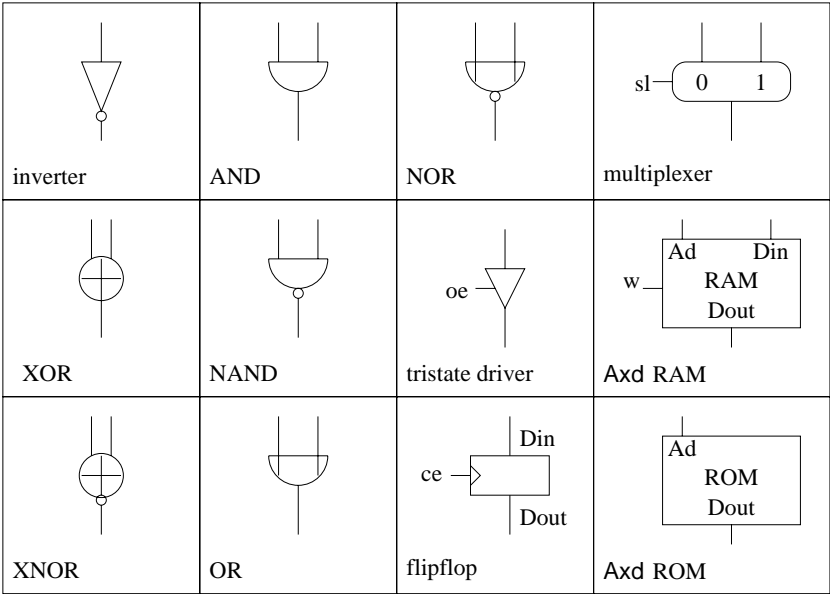 inverter
AND
NOR
sl
0 1
multiplexer
XOR
NAND
oe
tristate driver
Ad Din
w
RAM
Dout
Axd RAM
XNOR
OR
Din
ce
Dout
flipflop
Ad
ROM
Dout
Axd ROM